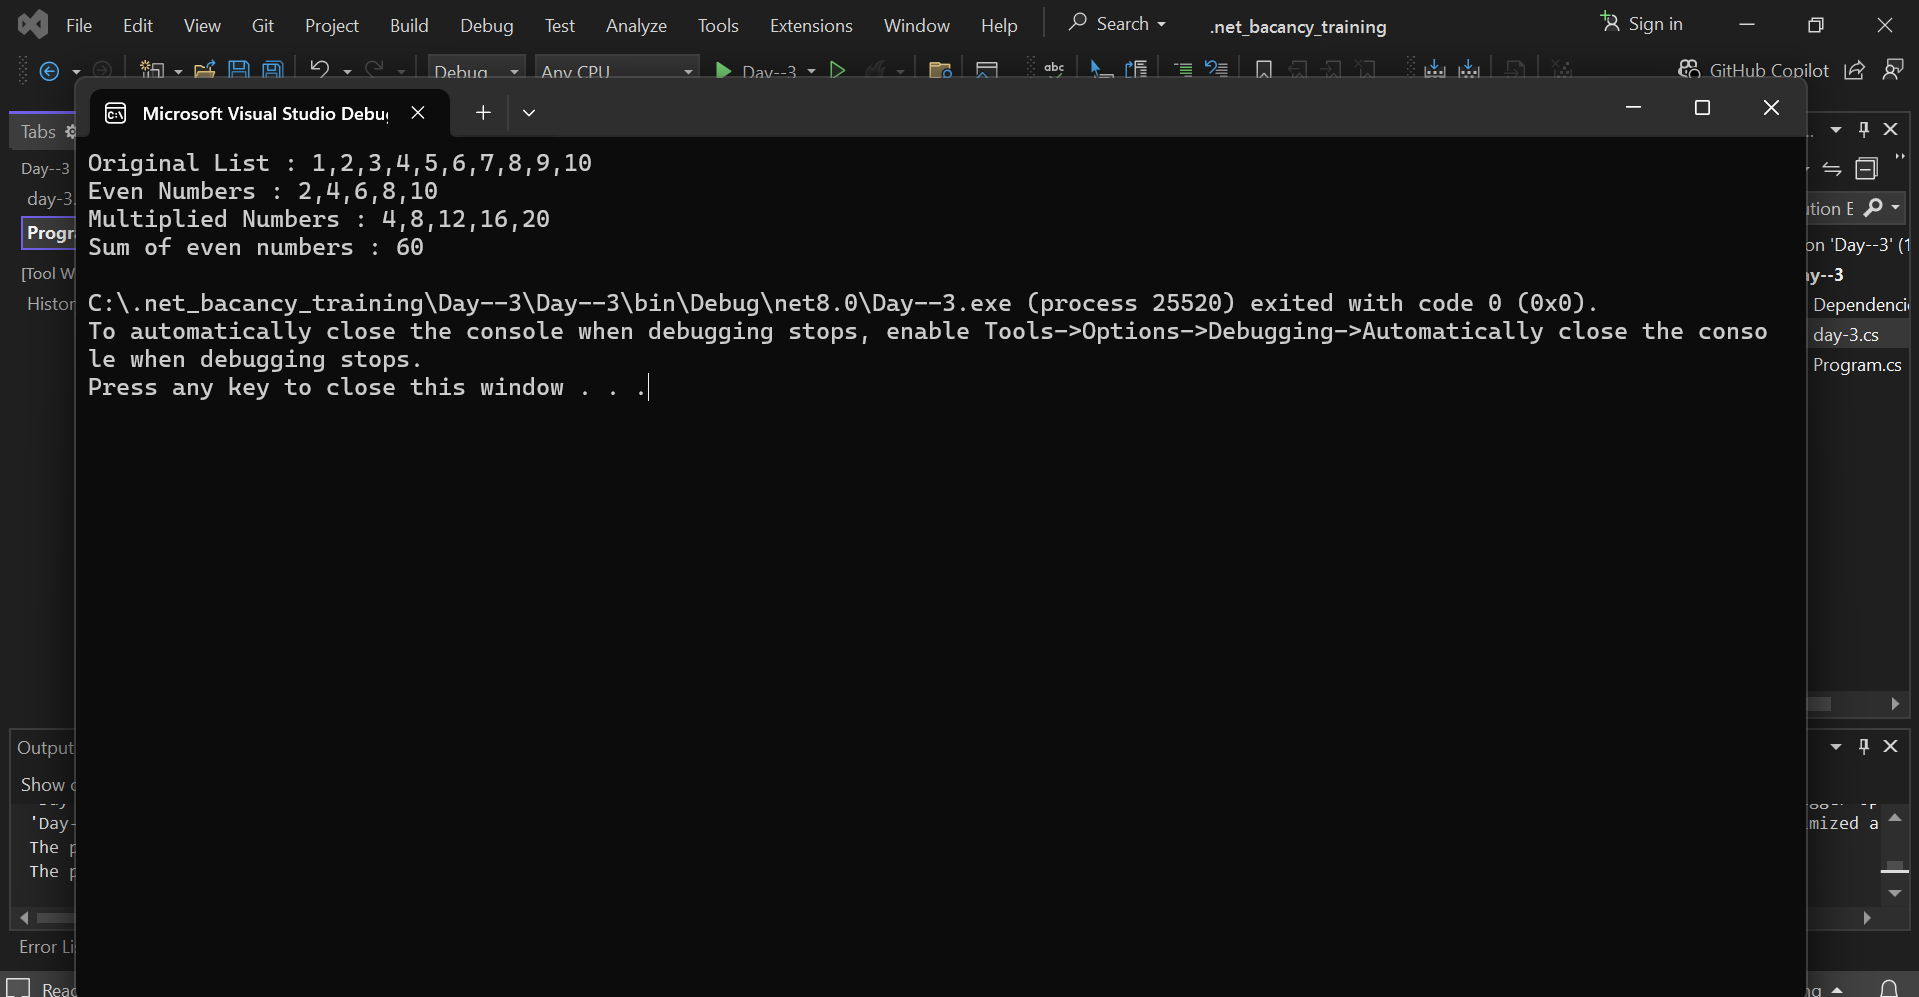 File Edit View Git Project Build Debug Test Analyze Tools Extensions Window Help Search .net_bacancy_training Sign in
Debug Any CPU Day--3 abc GitHub Copilot
Microsoft Visual Studio Debu
Tabs
Day--3
day-3.
Progra
[Tool W
Histor
Original List : 1,2,3,4,5,6,7,8,9,10
Even Numbers : 2,4,6,8,10
Multiplied Numbers : 4,8,12,16,20
Sum of even numbers : 60
C:\.net_bacancy_training\Day--3\Day--3\bin\Debug\net8.0\Day--3.exe (process 25520) exited with code 0 (0x0).
To automatically close the console when debugging stops, enable Tools->Options->Debugging->Automatically close the conso
le when debugging stops.
Press any key to close this window . . .
ution E
on 'Day--3' (1
y--3
Dependenci
day-3.cs
Program.cs
Output
Show o
'Day-
mized a
The p
The p
Error Lis
Read